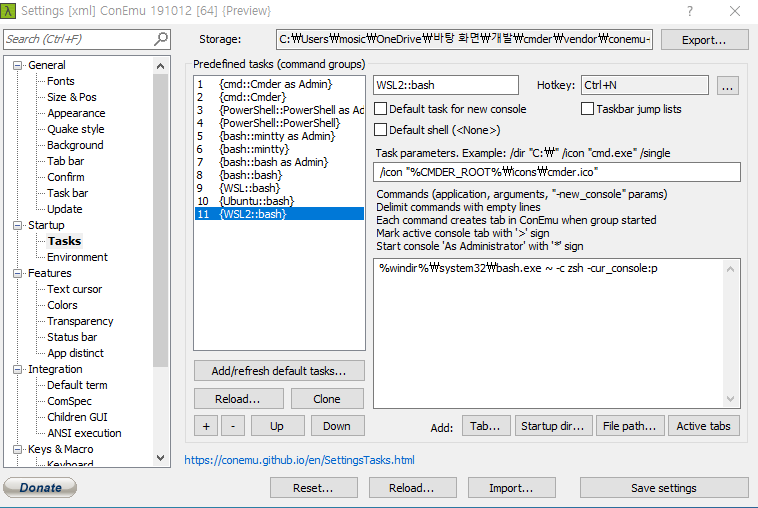 Settings [xml] ConEmu 191012 [64] {Preview}
Search (Ctrl+F)
Storage:
C:₩Users₩mosic₩OneDrive₩바탕 화면₩개발₩cmder₩vendor₩conemu-
Export...
General
Fonts
Size & Pos
Appearance
Quake style
Background
Tab bar
Confirm
Task bar
Update
Startup
Tasks
Environment
Features
Text cursor
Colors
Transparency
Status bar
App distinct
Integration
Default term
ComSpec
Children GUI
ANSI execution
Keys & Macro
Keyboard
Predefined tasks (command groups)
1 {cmd::Cmder as Admin}
2 {cmd::Cmder}
3 {PowerShell::PowerShell as Ad
4 {PowerShell::PowerShell}
5 {bash::mintty as Admin}
6 {bash::mintty}
7 {bash::bash as Admin}
8 {bash::bash}
9 {WSL::bash}
10 {Ubuntu::bash}
11 {WSL2::bash}
Add/refresh default tasks...
Reload...
Clone
+
-
Up
Down
WSL2::bash
Hotkey:
Ctrl+N
...
Default task for new console
Taskbar jump lists
Default shell (<None>)
Task parameters. Example: /dir "C:₩" /icon "cmd.exe" /single
/icon "%CMDER_ROOT%₩icons₩cmder.ico"
Commands (application, arguments, "-new_console" params)
Delimit commands with empty lines
Each command creates tab in ConEmu when group started
Mark active console tab with '>' sign
Start console 'As Administrator' with '*' sign
%windir%₩system32₩bash.exe ~ -c zsh -cur_console:p
Add:
Tab...
Startup dir...
File path...
Active tabs
https://conemu.github.io/en/SettingsTasks.html
Donate
Reset...
Reload...
Import...
Save settings